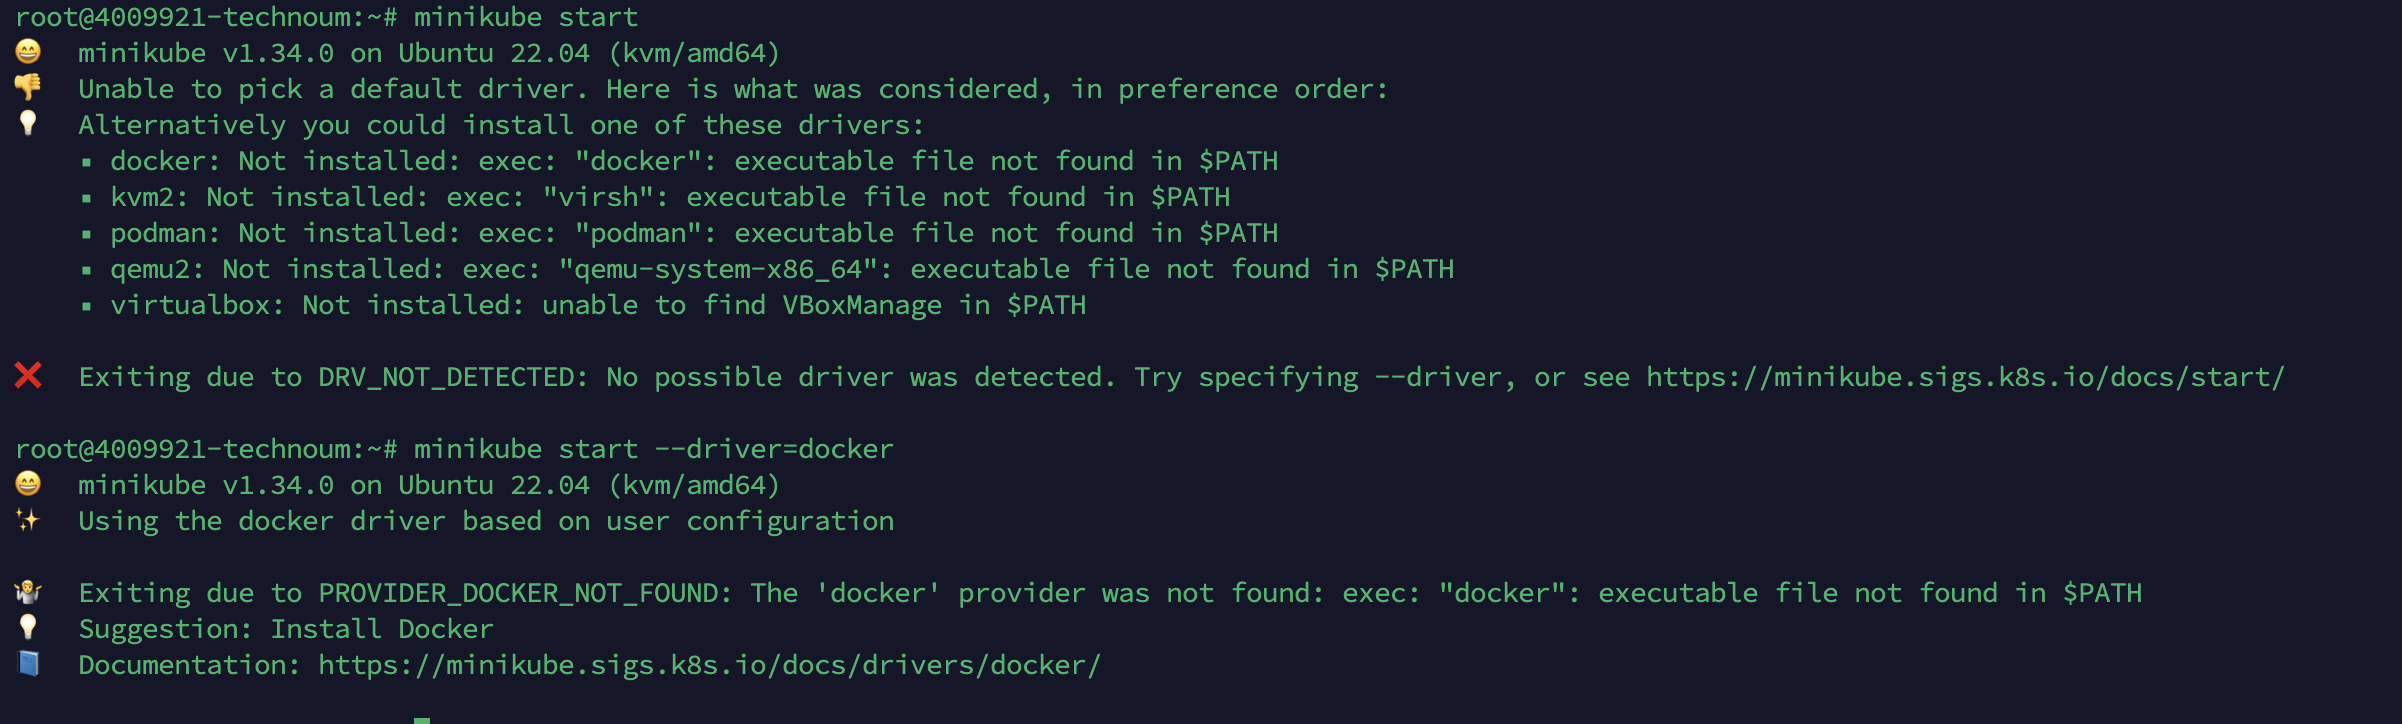 root@4009921-technoum:~# minikube start
😄 minikube v1.34.0 on Ubuntu 22.04 (kvm/amd64)
👎 Unable to pick a default driver. Here is what was considered, in preference order:
💡 Alternatively you could install one of these drivers:
▪ docker: Not installed: exec: "docker": executable file not found in $PATH
▪ kvm2: Not installed: exec: "virsh": executable file not found in $PATH
▪ podman: Not installed: exec: "podman": executable file not found in $PATH
▪ qemu2: Not installed: exec: "qemu-system-x86_64": executable file not found in $PATH
▪ virtualbox: Not installed: unable to find VBoxManage in $PATH
❌ Exiting due to DRV_NOT_DETECTED: No possible driver was detected. Try specifying --driver, or see https://minikube.sigs.k8s.io/docs/start/
root@4009921-technoum:~# minikube start --driver=docker
😄 minikube v1.34.0 on Ubuntu 22.04 (kvm/amd64)
✨ Using the docker driver based on user configuration
🤷 Exiting due to PROVIDER_DOCKER_NOT_FOUND: The 'docker' provider was not found: exec: "docker": executable file not found in $PATH
💡 Suggestion: Install Docker
📘 Documentation: https://minikube.sigs.k8s.io/docs/drivers/docker/